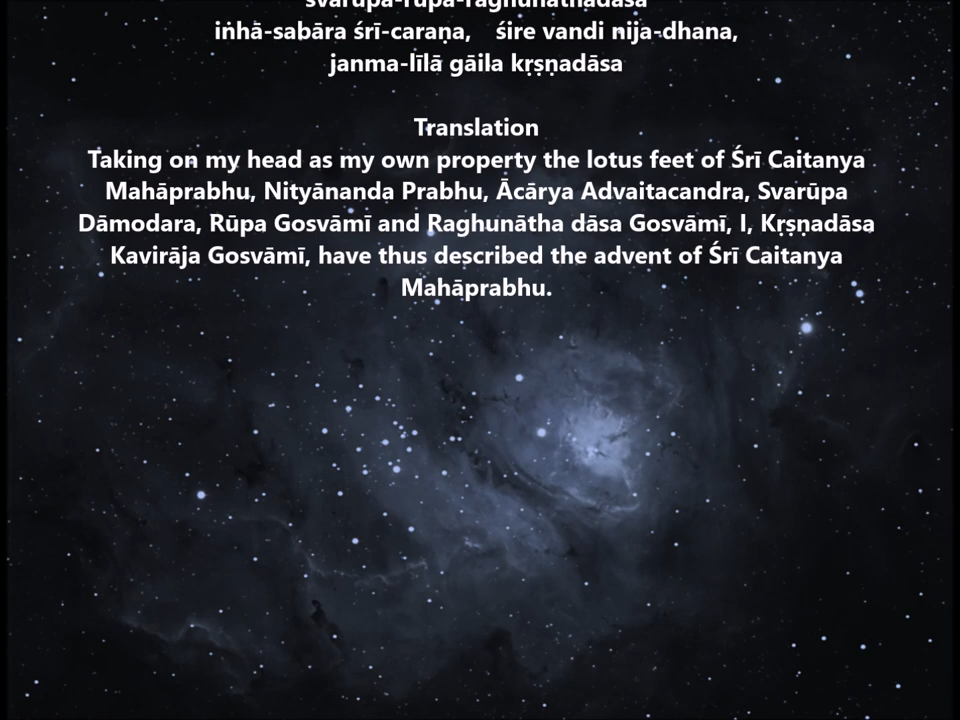 svarūpa-rūpa-raghunāthadāsa
iṅhā-sabāra śrī-caraṇa, śire vandi nija-dhana,
janma-līlā gāila kṛṣṇadāsa
Translation
Taking on my head as my own property the lotus feet of Śrī Caitanya
Mahāprabhu, Nityānanda Prabhu, Ācārya Advaitacandra, Svarūpa
Dāmodara, Rūpa Gosvāmī and Raghunātha dāsa Gosvāmī, I, Kṛṣṇadāsa
Kavirāja Gosvāmī, have thus described the advent of Śrī Caitanya
Mahāprabhu.